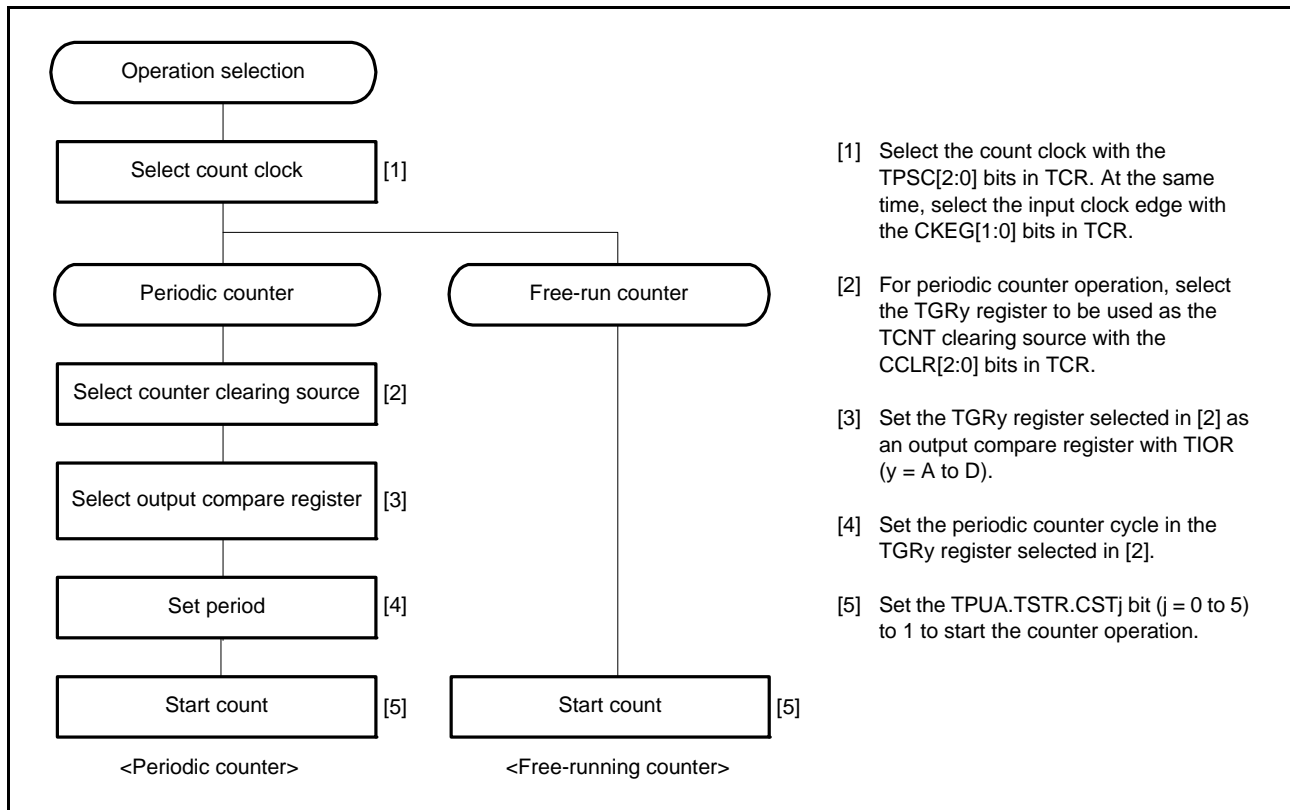 Operation selection
Select count clock
[1]
Periodic counter
Free-run counter
Select counter clearing source
[2]
Select output compare register
[3]
Set period
[4]
Start count
[5]
Start count
[5]
<Periodic counter>
<Free-running counter>
[1] Select the count clock with the
TPSC[2:0] bits in TCR. At the same
time, select the input clock edge with
the CKEG[1:0] bits in TCR.
[2] For periodic counter operation, select
the TGRy register to be used as the
TCNT clearing source with the
CCLR[2:0] bits in TCR.
[3] Set the TGRy register selected in [2] as
an output compare register with TIOR
(y = A to D).
[4] Set the periodic counter cycle in the
TGRy register selected in [2].
[5] Set the TPUA.TSTR.CSTj bit (j = 0 to 5)
to 1 to start the counter operation.